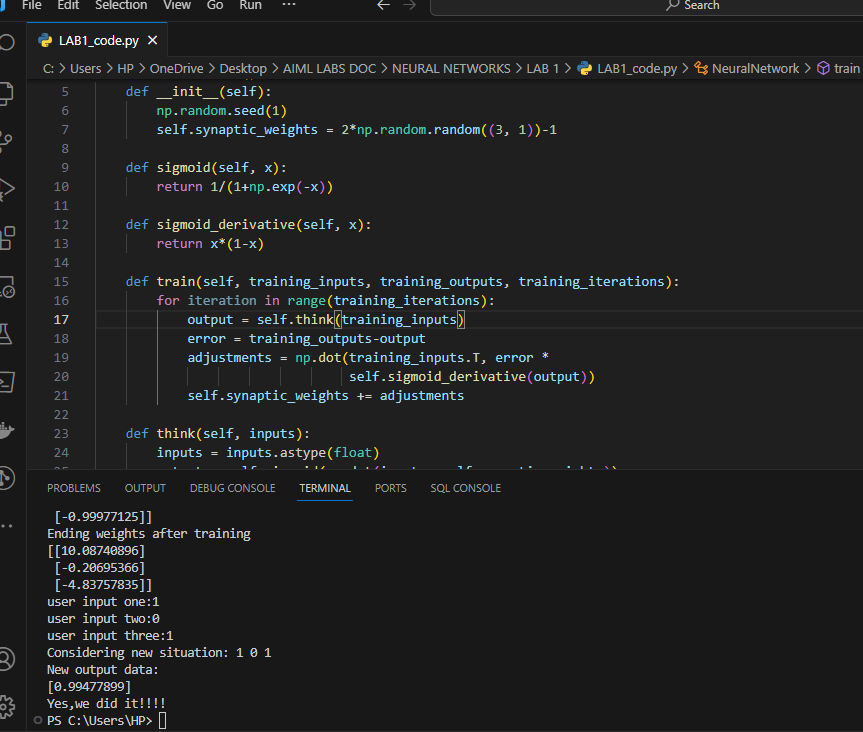 File Edit Selection View Go Run ··· ← → Search
LAB1_code.py ×
C: > Users > HP > OneDrive > Desktop > AIML LABS DOC > NEURAL NETWORKS > LAB 1 > LAB1_code.py > NeuralNetwork > train
5 def __init__(self):
6 np.random.seed(1)
7 self.synaptic_weights = 2*np.random.random((3, 1))-1
8
9 def sigmoid(self, x):
10 return 1/(1+np.exp(-x))
11
12 def sigmoid_derivative(self, x):
13 return x*(1-x)
14
15 def train(self, training_inputs, training_outputs, training_iterations):
16 for iteration in range(training_iterations):
17 output = self.think(training_inputs)
18 error = training_outputs-output
19 adjustments = np.dot(training_inputs.T, error *
20 self.sigmoid_derivative(output))
21 self.synaptic_weights += adjustments
22
23 def think(self, inputs):
24 inputs = inputs.astype(float)
PROBLEMS OUTPUT DEBUG CONSOLE TERMINAL PORTS SQL CONSOLE
[-0.99977125]]
Ending weights after training
[[10.08740896]
[-0.20695366]
[-4.83757835]]
user input one:1
user input two:0
user input three:1
Considering new situation: 1 0 1
New output data:
[0.99477899]
Yes,we did it!!!!
PS C:\Users\HP>